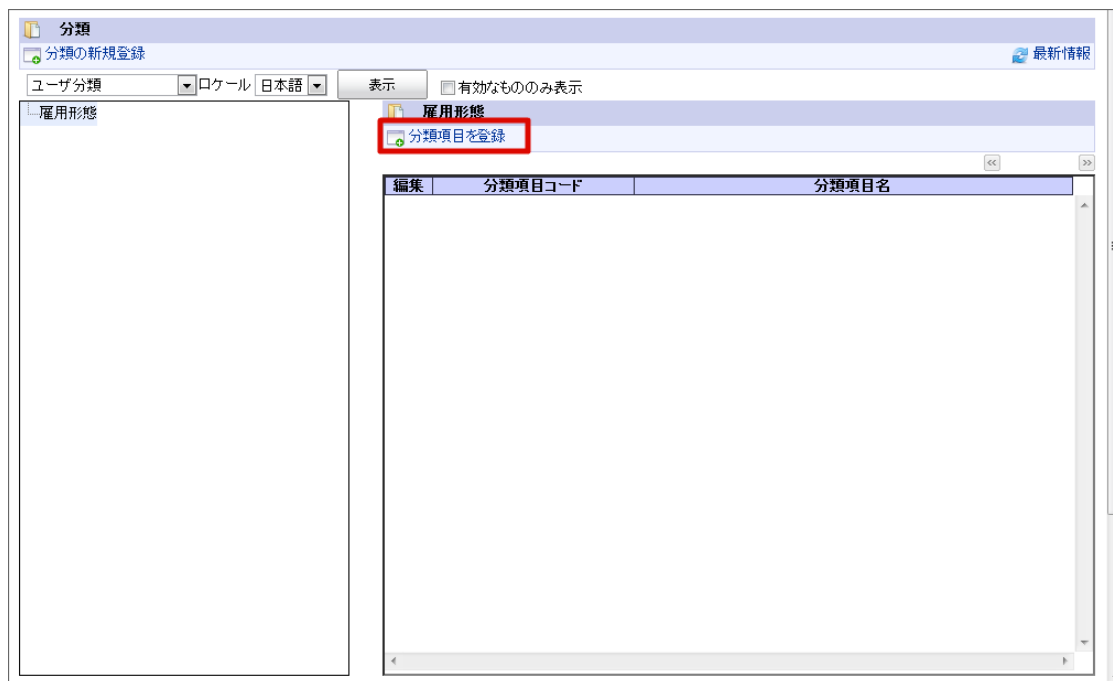 分類
分類の新規登録 最新情報
ユーザ分類 ロケール 日本語 表示 有効なもののみ表示
雇用形態
雇用形態
分類項目を登録
<< >>
編集 分類項目コード 分類項目名